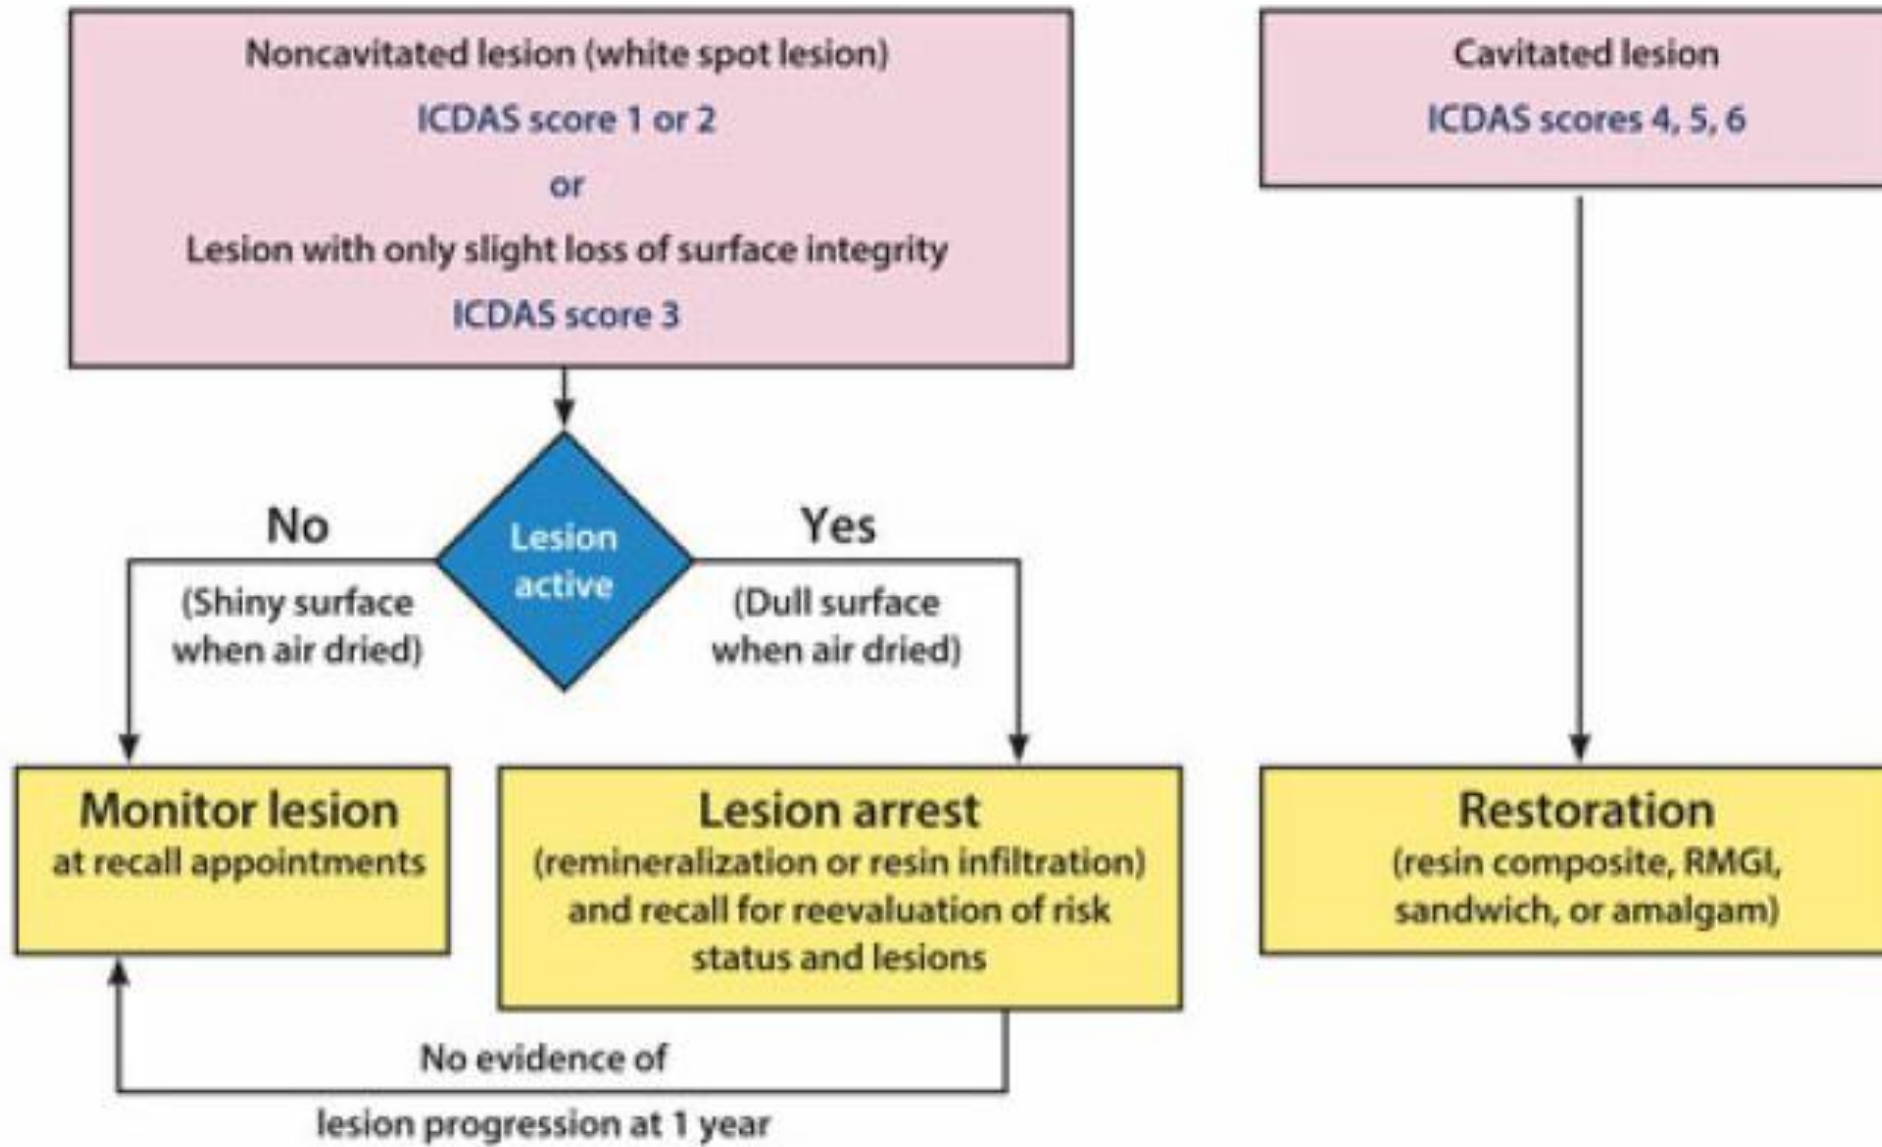 Noncavitated lesion (white spot lesion)
ICDAS score 1 or 2
or
Lesion with only slight loss of surface integrity
ICDAS score 3
Cavitated lesion
ICDAS scores 4, 5, 6
Lesion
active
No
(Shiny surface
when air dried)
Yes
(Dull surface
when air dried)
Monitor lesion
at recall appointments
Lesion arrest
(remineralization or resin infiltration)
and recall for reevaluation of risk
status and lesions
Restoration
(resin composite, RMGI,
sandwich, or amalgam)
No evidence of
lesion progression at 1 year